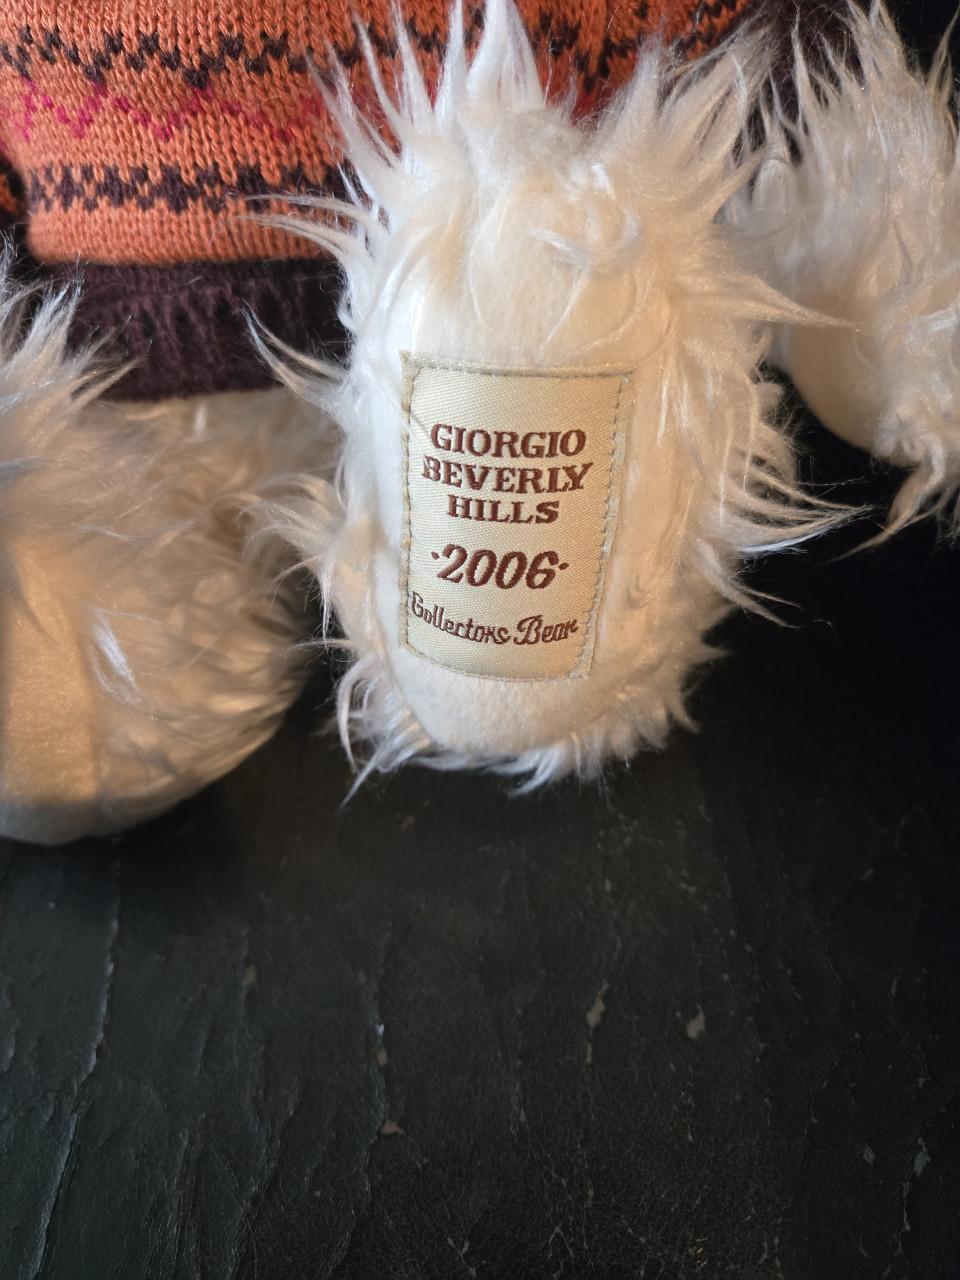 GIORGIO
BEVERLY
HILLS
·2006·
Collectors Bear